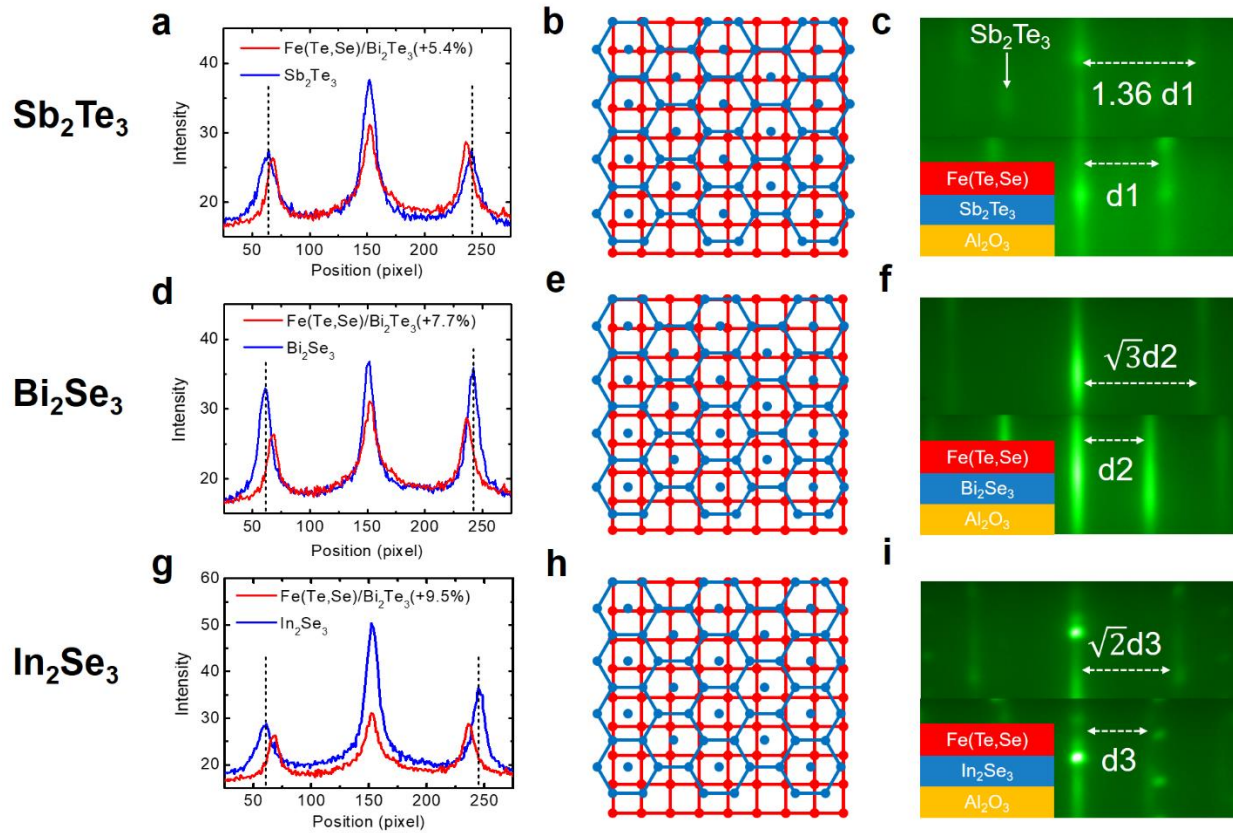 a
b
c
Sb₂Te₃
Fe(Te,Se)/Bi₂Te₃(+5.4%)
Sb₂Te₃
40
30
20
Intensity
50
100
150
200
250
Position (pixel)
Sb₂Te₃
1.36 d1
d1
Fe(Te,Se)
Sb₂Te₃
Al₂O₃
d
e
f
Bi₂Se₃
Fe(Te,Se)/Bi₂Te₃(+7.7%)
Bi₂Se₃
40
30
20
Intensity
50
100
150
200
250
Position (pixel)
√3d2
d2
Fe(Te,Se)
Bi₂Se₃
Al₂O₃
g
h
i
In₂Se₃
Fe(Te,Se)/Bi₂Te₃(+9.5%)
In₂Se₃
60
50
40
30
20
Intensity
50
100
150
200
250
Position (pixel)
√2d3
d3
Fe(Te,Se)
In₂Se₃
Al₂O₃